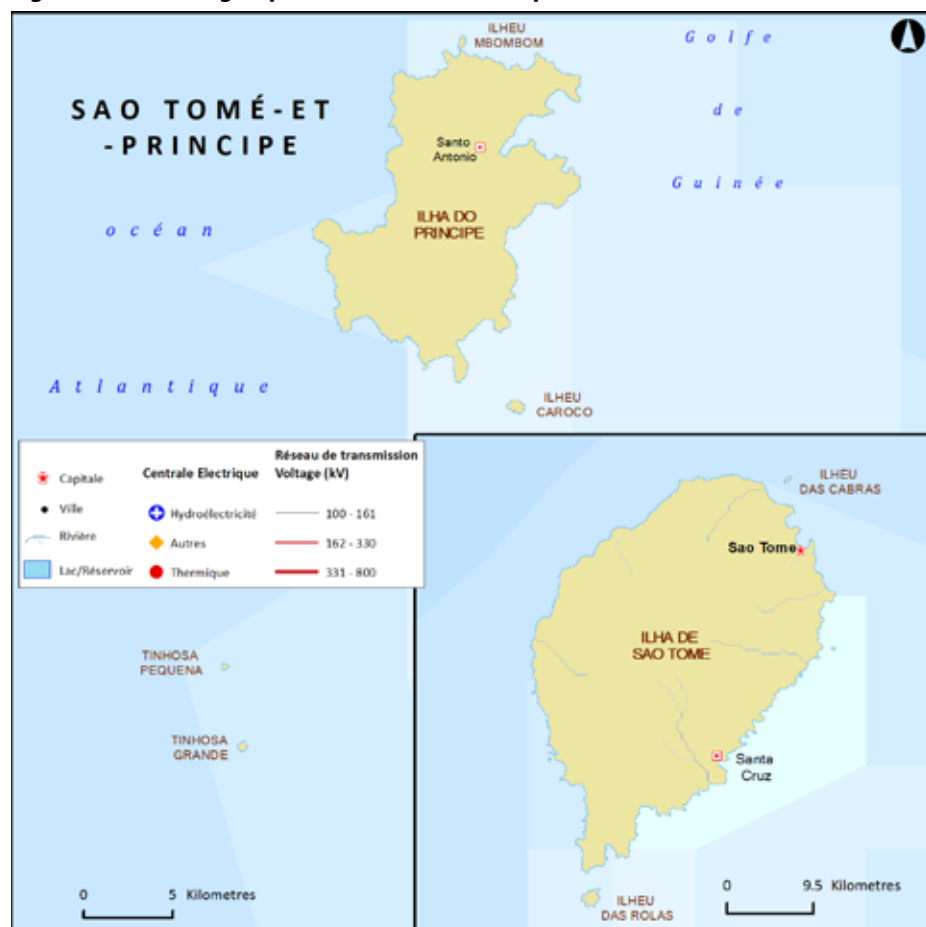 ILHEU
MBOMBOM
Golfe
de
Guinée
SAO TOMÉ-ET
-PRINCIPE
Santo
Antonio
ILHA DO
PRINCIPE
océan
Atlantique
ILHEU
CAROCO
Réseau de transmission
Centrale Electrique Voltage (kV)
Capitale
Ville
Rivière
Lac/Réservoir
Hydroélectricité
Autres
Thermique
100 - 161
162 - 330
331 - 800
ILHEU
DAS CABRAS
Sao Tome
ILHA DE
SAO TOME
Santa
Cruz
ILHEU
DAS ROLAS
TINHOSA
PEQUENA
TINHOSA
GRANDE
0 5 Kilometres
0 9.5 Kilometres